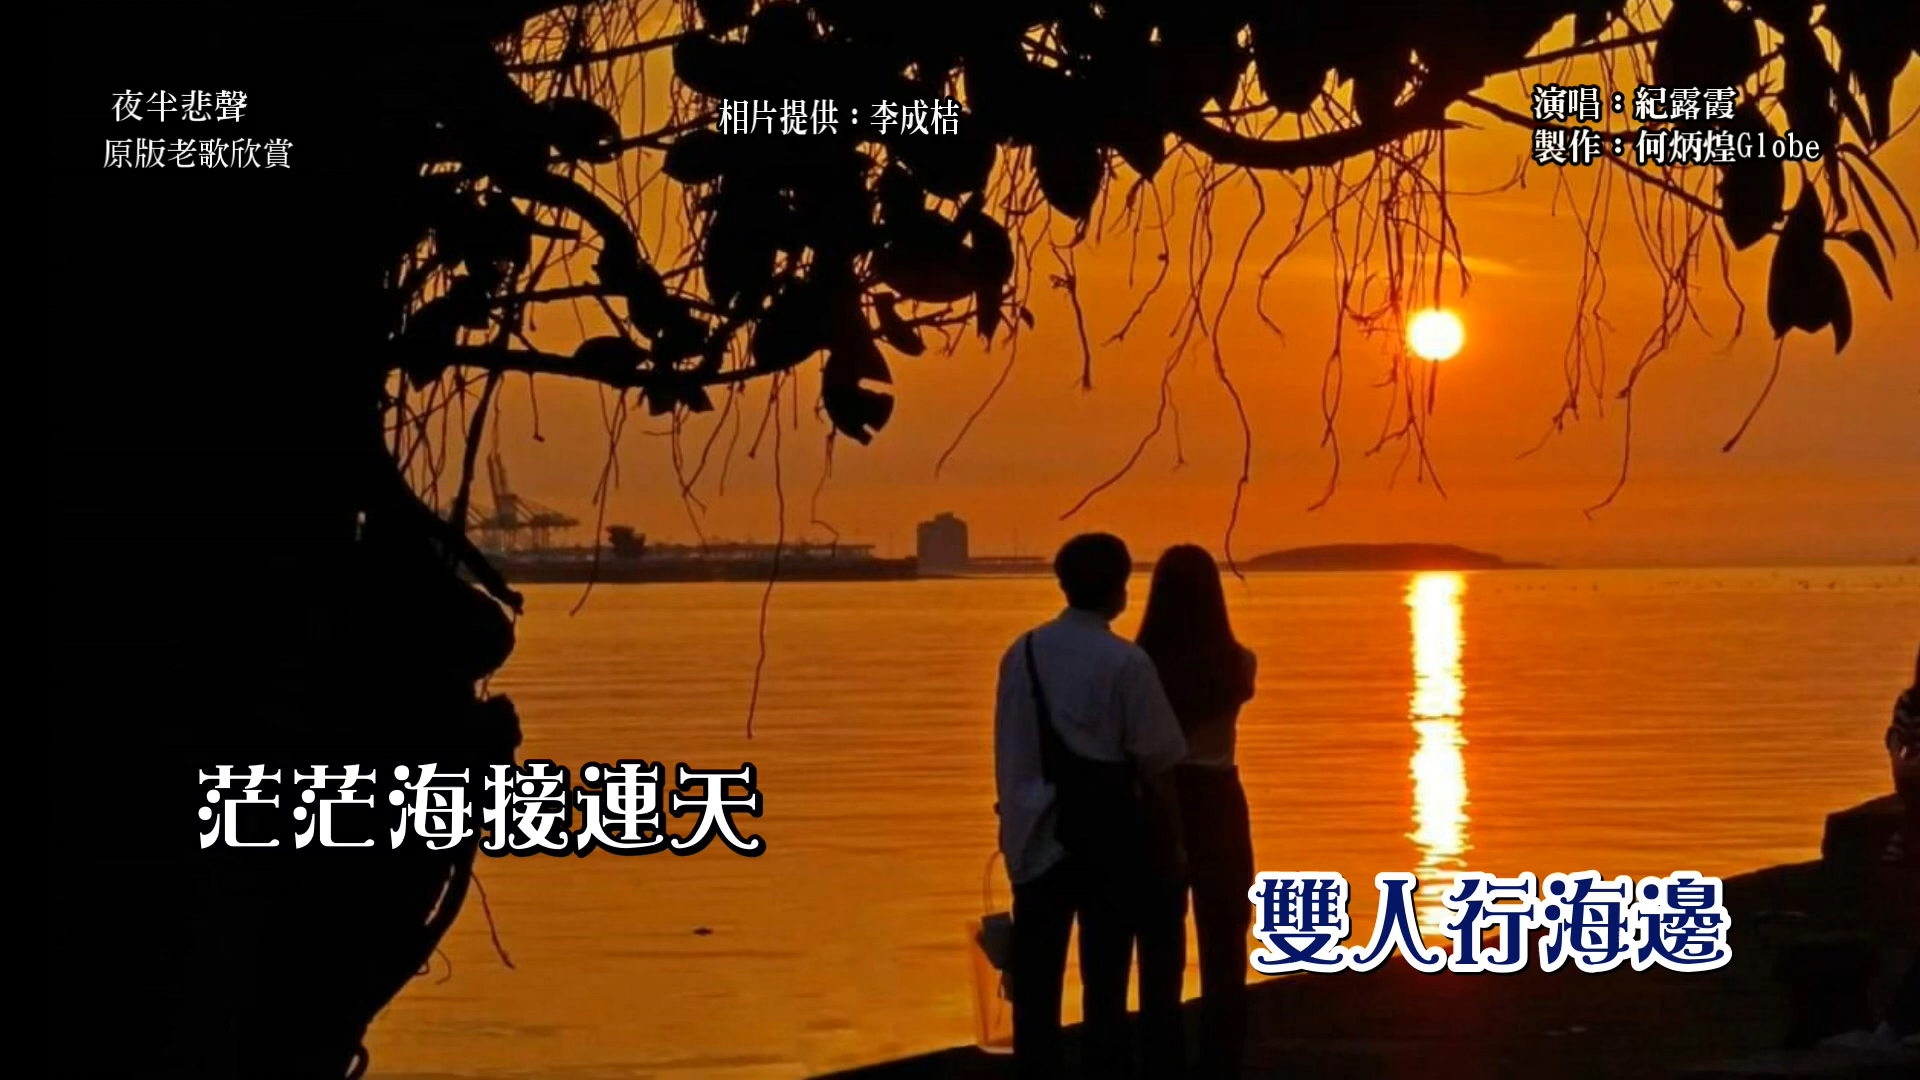 夜半悲聲
原版老歌欣賞
相片提供：李成桔
演唱：紀露霞
製作：何炳煌Globe
茫茫海接連天
雙人行海邊